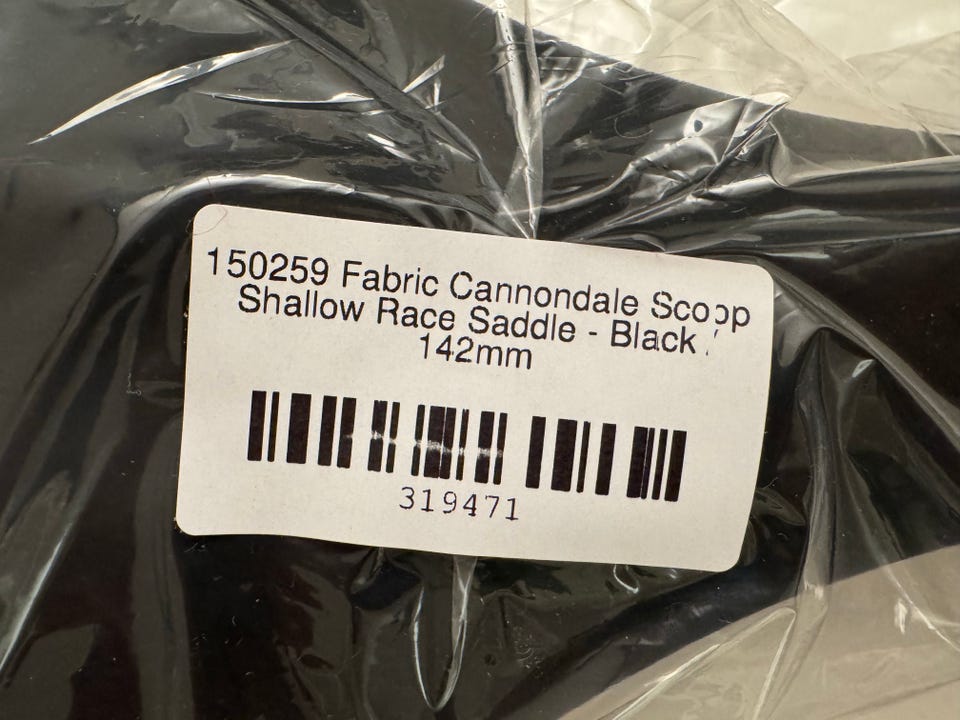 150259 Fabric Cannondale Scoop
Shallow Race Saddle - Black /
142mm
319471